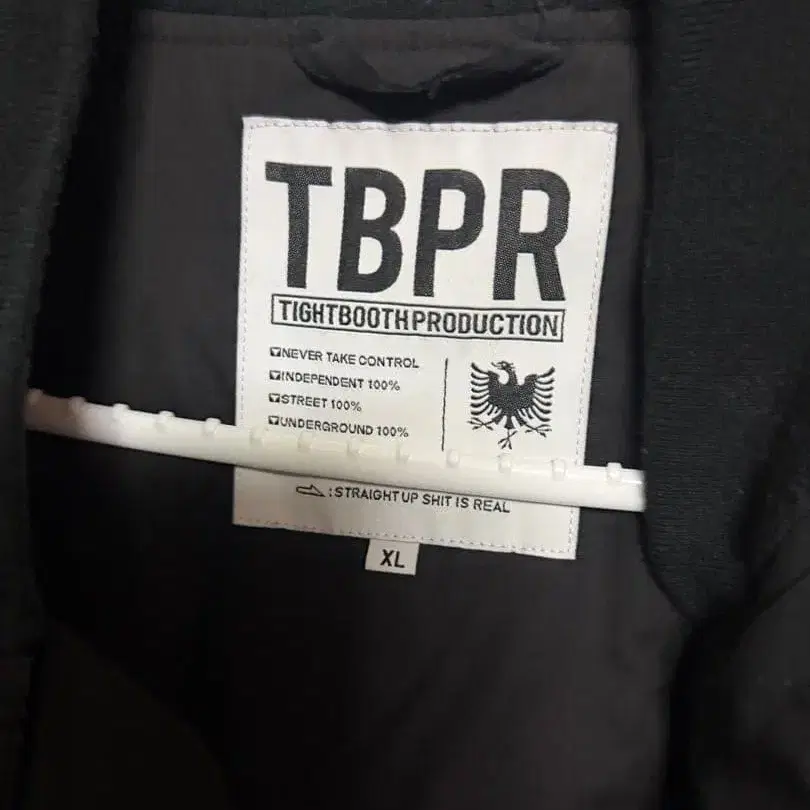 TBPR
TIGHTBOOTHPRODUCTION
NEVER TAKE CONTROL
INDEPENDENT 100%
STREET 100%
UNDERGROUND 100%
: STRAIGHT UP SHIT IS REAL
XL